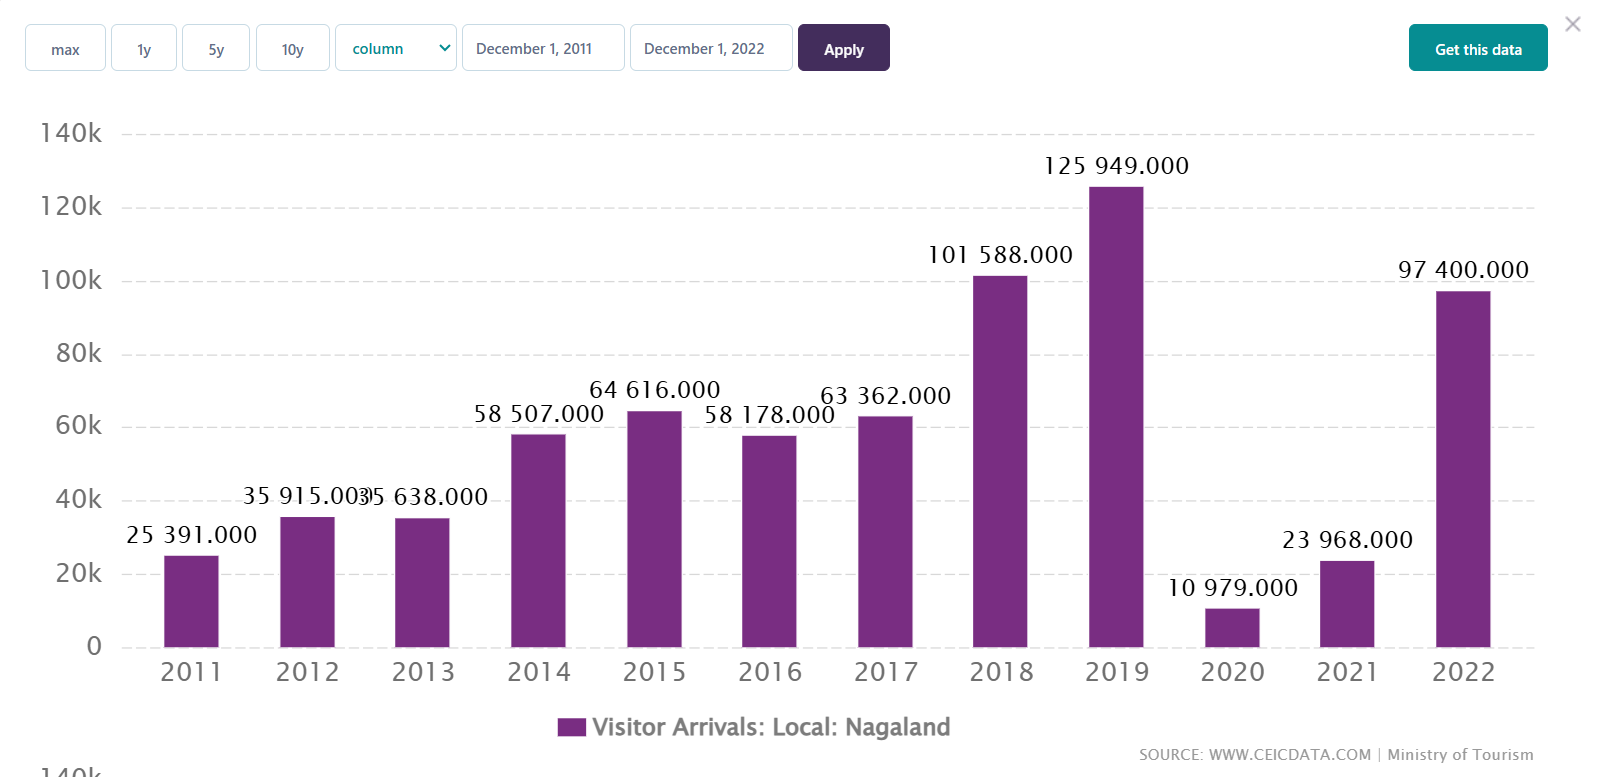 max 1y 5y 10y column December 1, 2011 December 1, 2022 Apply Get this data
140k
125 949.000
120k
101 588.000
97 400.000
100k
80k
64 616.000
63 362.000
58 507.000
58 178.000
60k
40k
35 915.000
35 638.000
25 391.000
23 968.000
20k
10 979.000
0
2011 2012 2013 2014 2015 2016 2017 2018 2019 2020 2021 2022
Visitor Arrivals: Local: Nagaland
SOURCE: WWW.CEICDATA.COM | Ministry of Tourism
140k